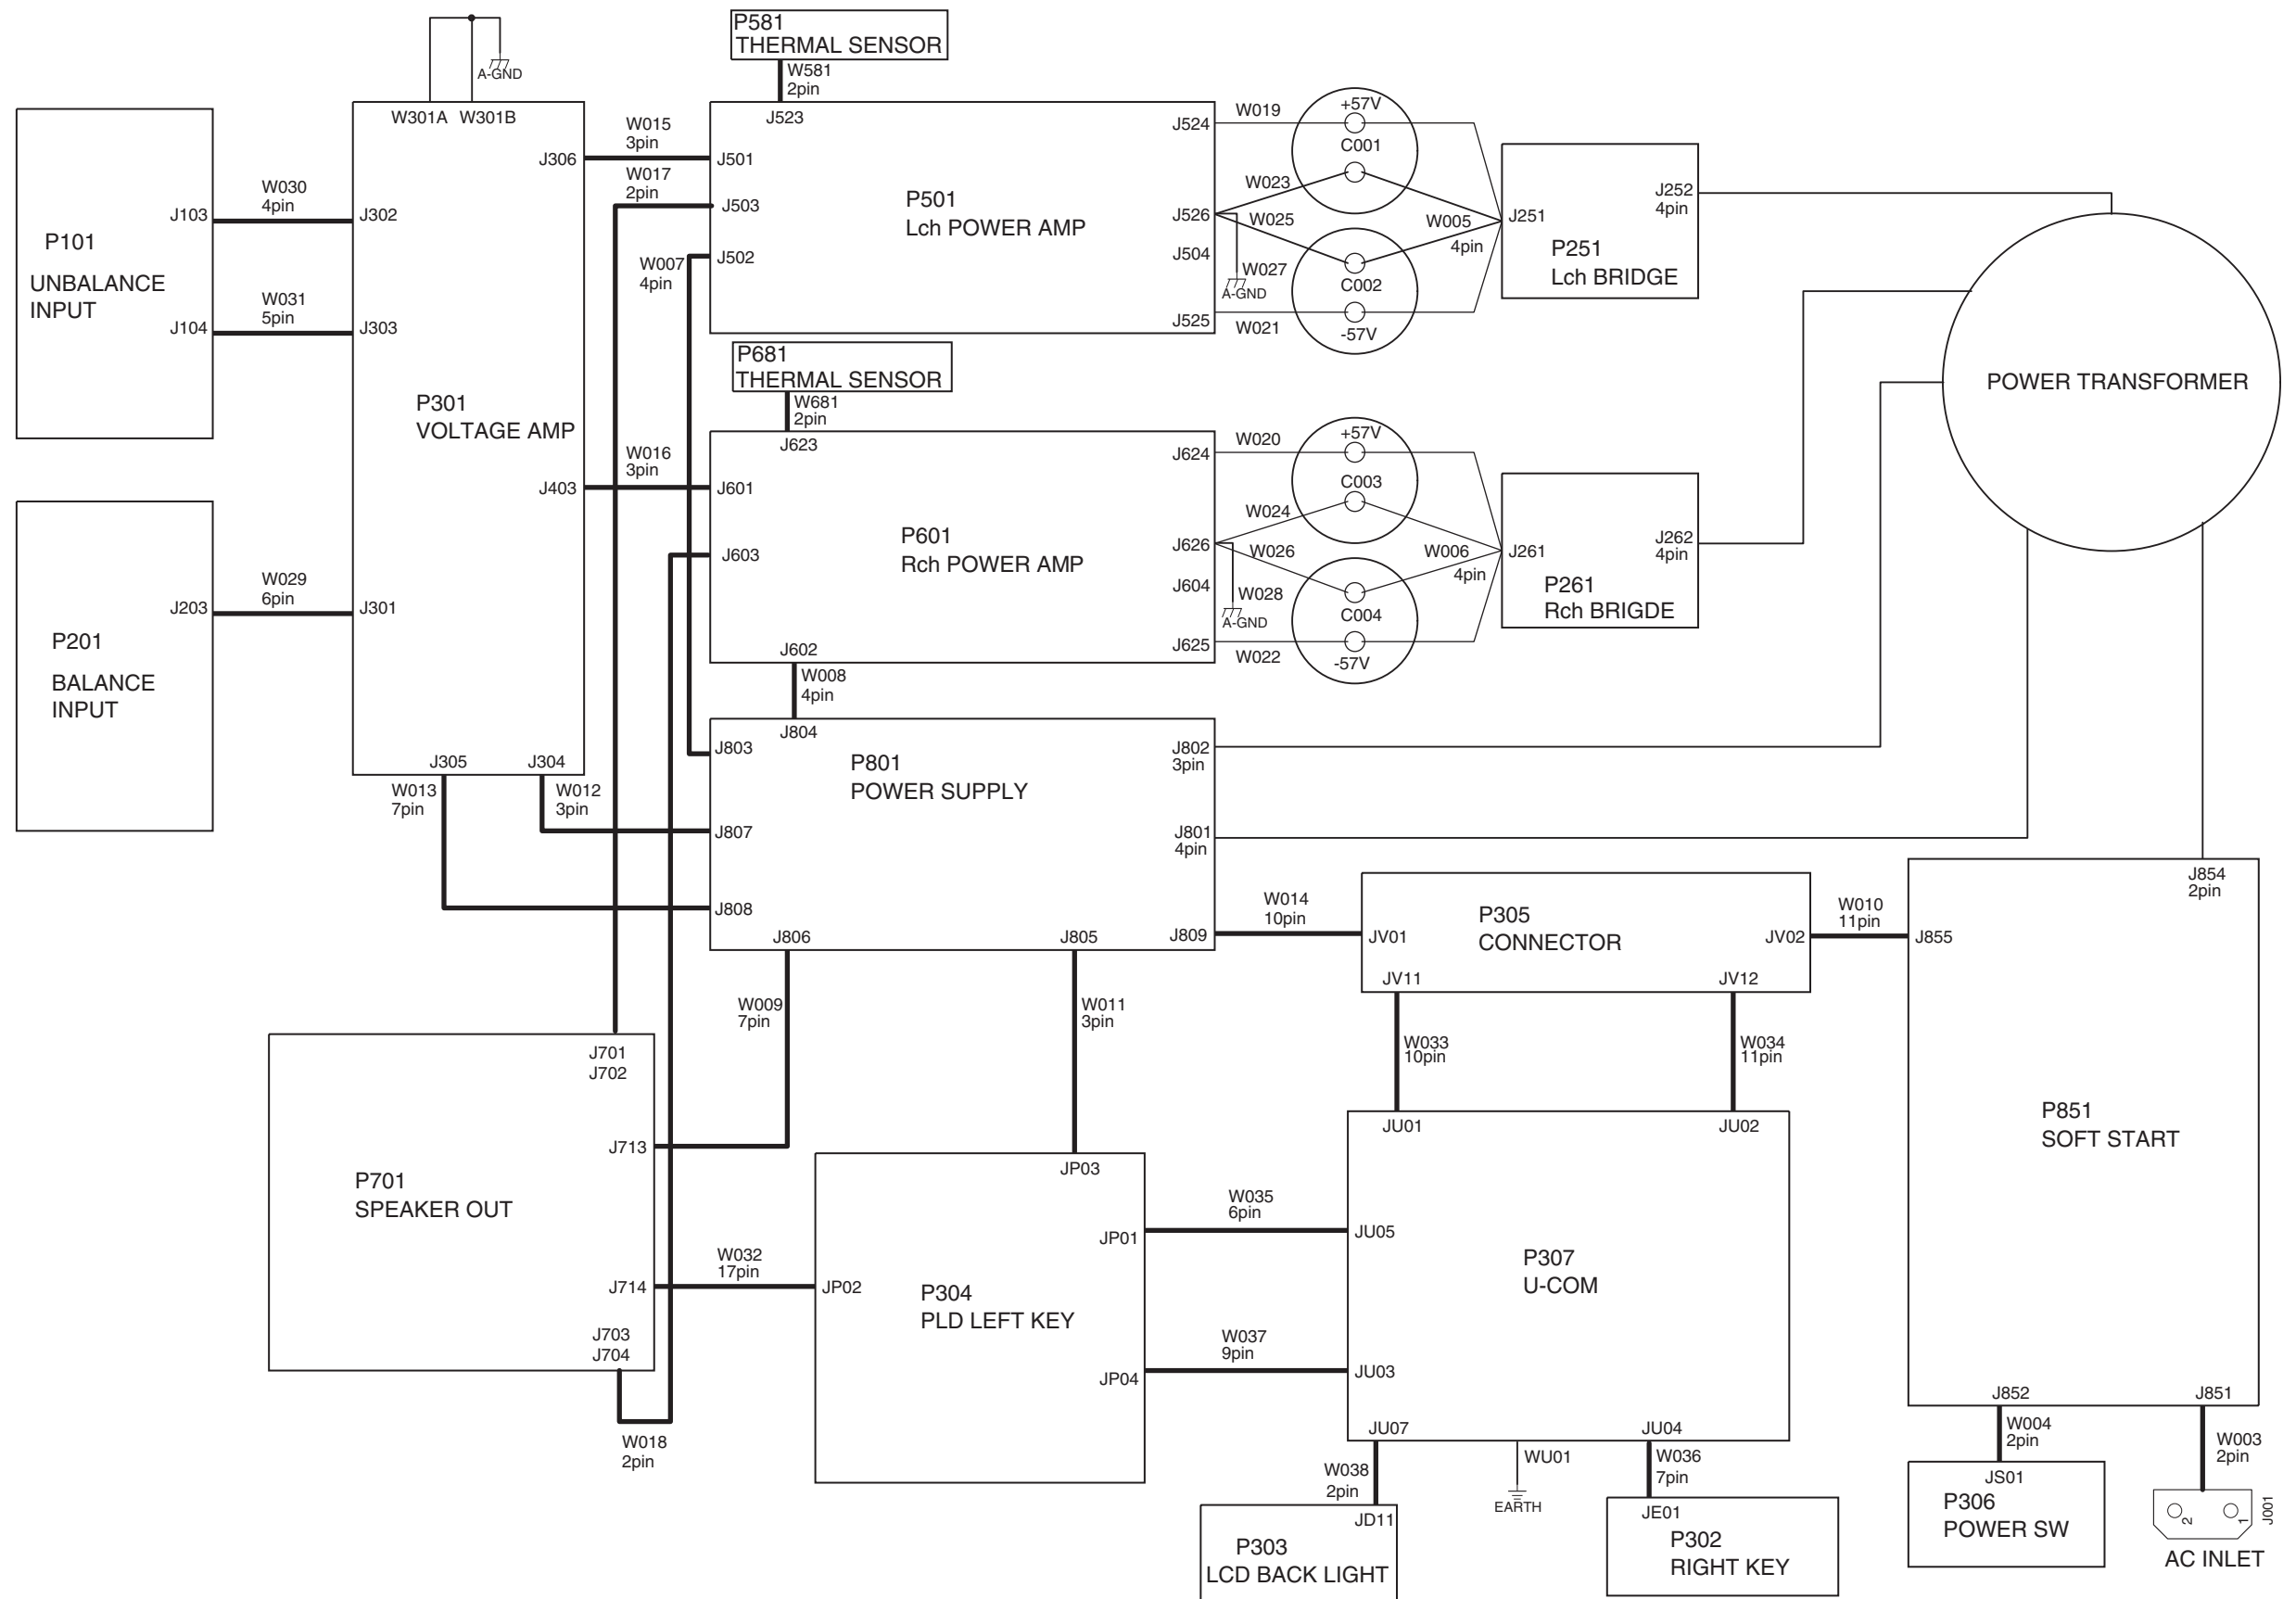 P581
THERMAL SENSOR
W581
2pin
A-GND
W301A W301B
J523
W015
3pin
J306
J501
W017
2pin
J503
W007
4pin
J502
P501
Lch POWER AMP
J524
J526
J504
J525
W019
W023
W025
W027
A-GND
W021
+57V
C001
C002
-57V
W005
4pin
J251
J252
4pin
P251
Lch BRIDGE
POWER TRANSFORMER
P101
UNBALANCE
INPUT
J103
J104
W030
4pin
W031
5pin
J302
J303
P301
VOLTAGE AMP
P681
THERMAL SENSOR
W681
2pin
J623
W016
3pin
J403
J601
J603
P601
Rch POWER AMP
J602
J624
J626
J604
J625
W020
W024
W026
W028
A-GND
W022
+57V
C003
C004
-57V
W006
4pin
J261
J262
4pin
P261
Rch BRIGDE
P201
BALANCE
INPUT
J203
W029
6pin
J301
J305
J304
W013
7pin
W012
3pin
W008
4pin
J804
J803
P801
POWER SUPPLY
J802
3pin
J801
4pin
J807
J808
J806
J805
J809
W014
10pin
JV01
P305
CONNECTOR
JV02
JV11
JV12
W010
11pin
J855
J854
2pin
W009
7pin
W011
3pin
W033
10pin
W034
11pin
P851
SOFT START
J701
J702
J713
P701
SPEAKER OUT
J714
J703
J704
W018
2pin
W032
17pin
JP03
JP01
JP02
P304
PLD LEFT KEY
JP04
W035
6pin
W037
9pin
JU01
JU02
JU05
P307
U-COM
JU03
JU07
JU04
W038
2pin
WU01
EARTH
W036
7pin
JD11
P303
LCD BACK LIGHT
JE01
P302
RIGHT KEY
J852
J851
W004
2pin
W003
2pin
JS01
P306
POWER SW
2
1
J001
AC INLET